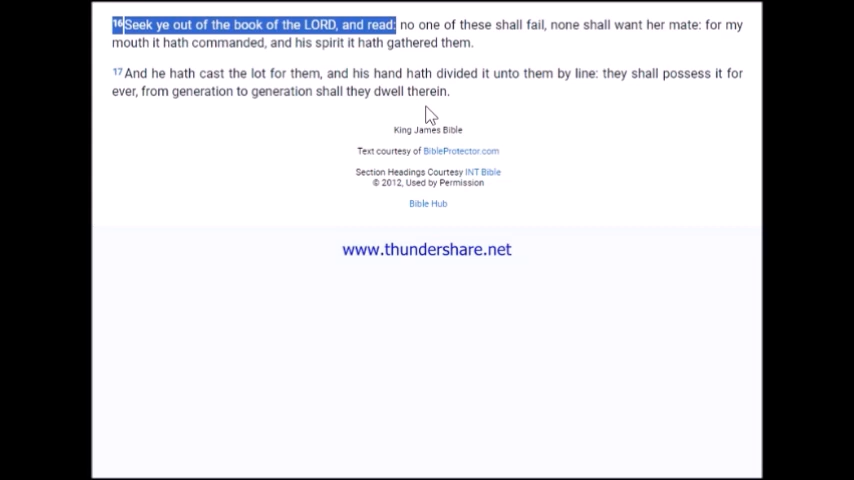 16Seek ye out of the book of the LORD, and read: no one of these shall fail, none shall want her mate: for my
mouth it hath commanded, and his spirit it hath gathered them.
17And he hath cast the lot for them, and his hand hath divided it unto them by line: they shall possess it for
ever, from generation to generation shall they dwell therein.
King James Bible
Text courtesy of BibleProtector.com
Section Headings Courtesy INT Bible
© 2012, Used by Permission
Bible Hub
www.thundershare.net